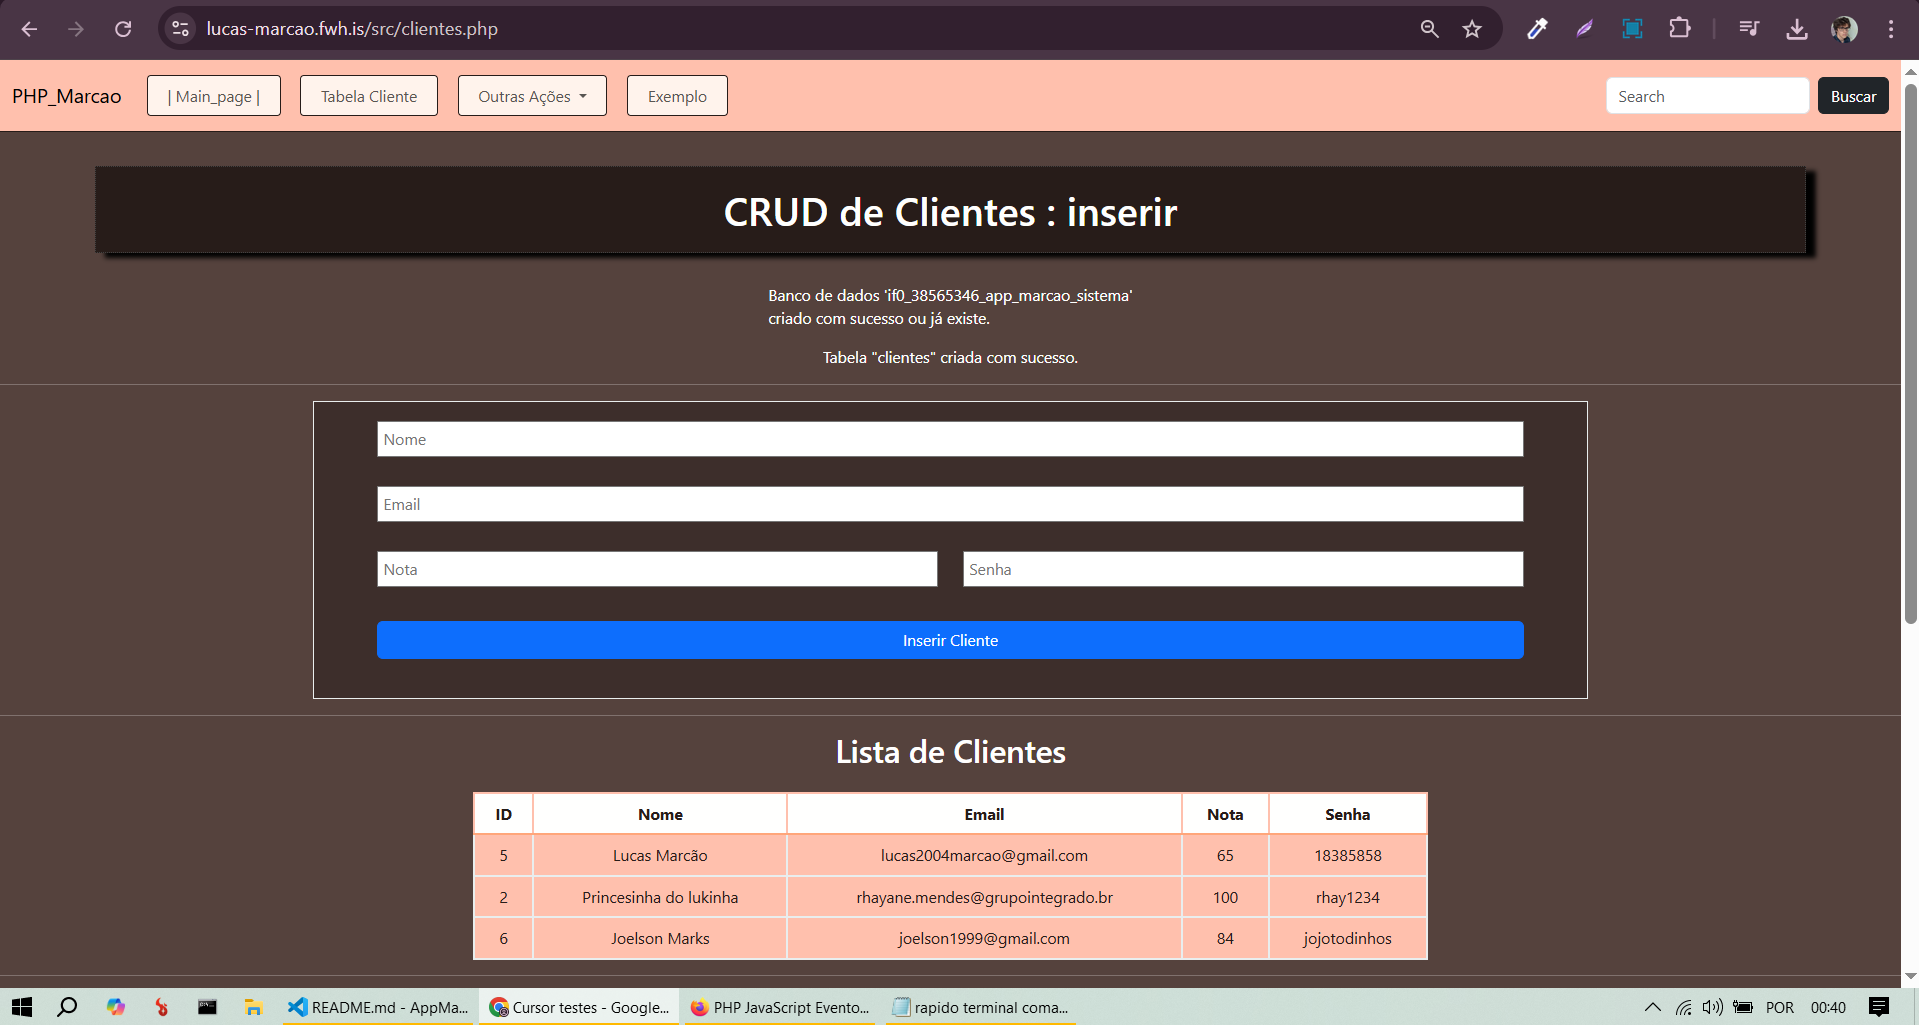 lucas-marcao.fwh.is/src/clientes.php
PHP_Marcao
| Main_page |
Tabela Cliente
Outras Ações
Exemplo
Search
Buscar
CRUD de Clientes : inserir
Banco de dados 'if0_38565346_app_marcao_sistema'
criado com sucesso ou já existe.
Tabela "clientes" criada com sucesso.
Nome
Email
Nota Senha
Inserir Cliente
Lista de Clientes
ID Nome Email Nota Senha
5 Lucas Marcão lucas2004marcao@gmail.com 65 18385858
2 Princesinha do lukinha rhayane.mendes@grupointegrado.br 100 rhay1234
6 Joelson Marks joelson1999@gmail.com 84 jojotodinhos
README.md - AppMa...
Cursor testes - Google...
PHP JavaScript Evento...
rapido terminal coma...
POR
00:40